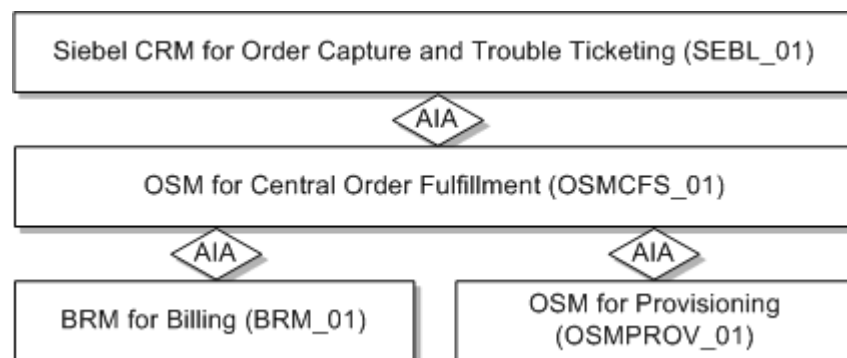 Siebel CRM for Order Capture and Trouble Ticketing (SEBL_01)
AIA
OSM for Central Order Fulfillment (OSMCFS_01)
AIA
AIA
BRM for Billing (BRM_01)
OSM for Provisioning
(OSMPROV_01)